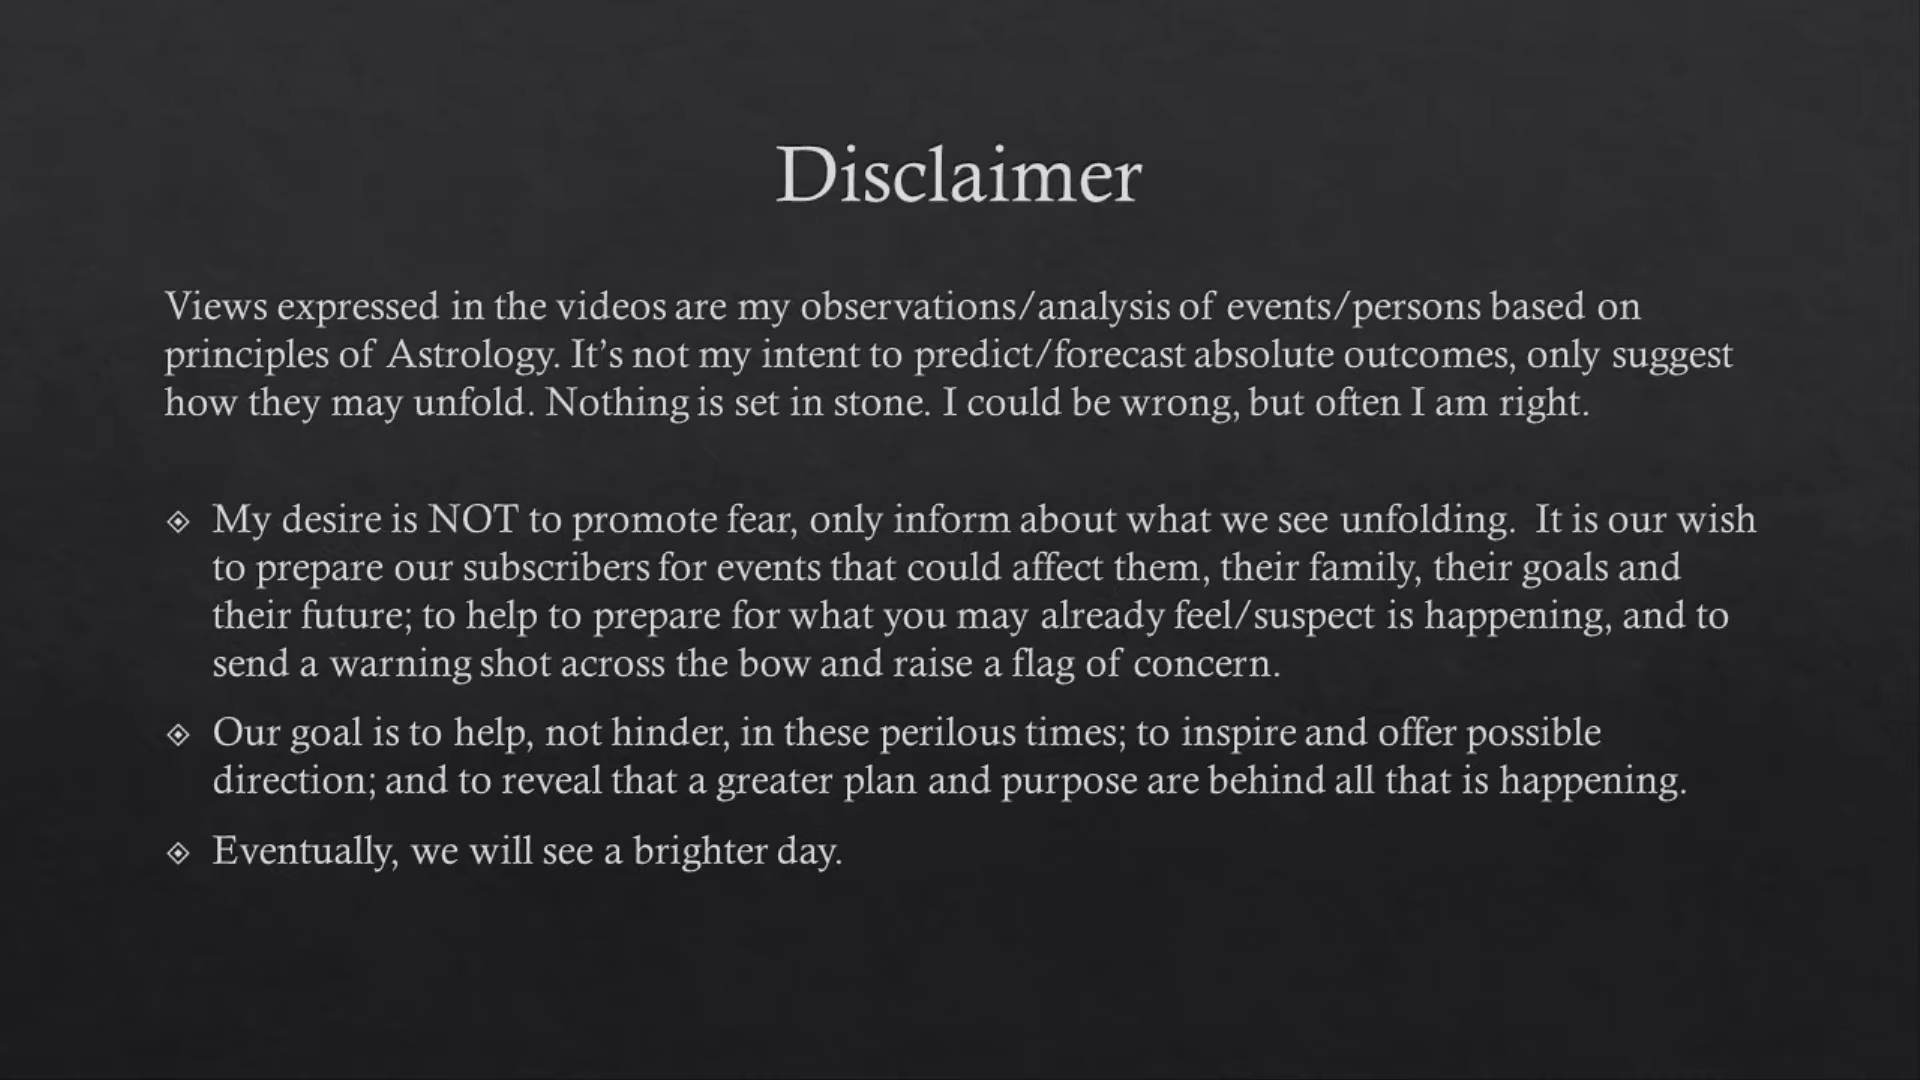 Disclaimer
Views expressed in the videos are my observations/analysis of events/persons based on
principles of Astrology. It’s not my intent to predict/forecast absolute outcomes, only suggest
how they may unfold. Nothing is set in stone. I could be wrong, but often I am right.
My desire is NOT to promote fear, only inform about what we see unfolding.  It is our wish
to prepare our subscribers for events that could affect them, their family, their goals and
their future; to help to prepare for what you may already feel/suspect is happening, and to
send a warning shot across the bow and raise a flag of concern.
Our goal is to help, not hinder, in these perilous times; to inspire and offer possible
direction; and to reveal that a greater plan and purpose are behind all that is happening.
Eventually, we will see a brighter day.